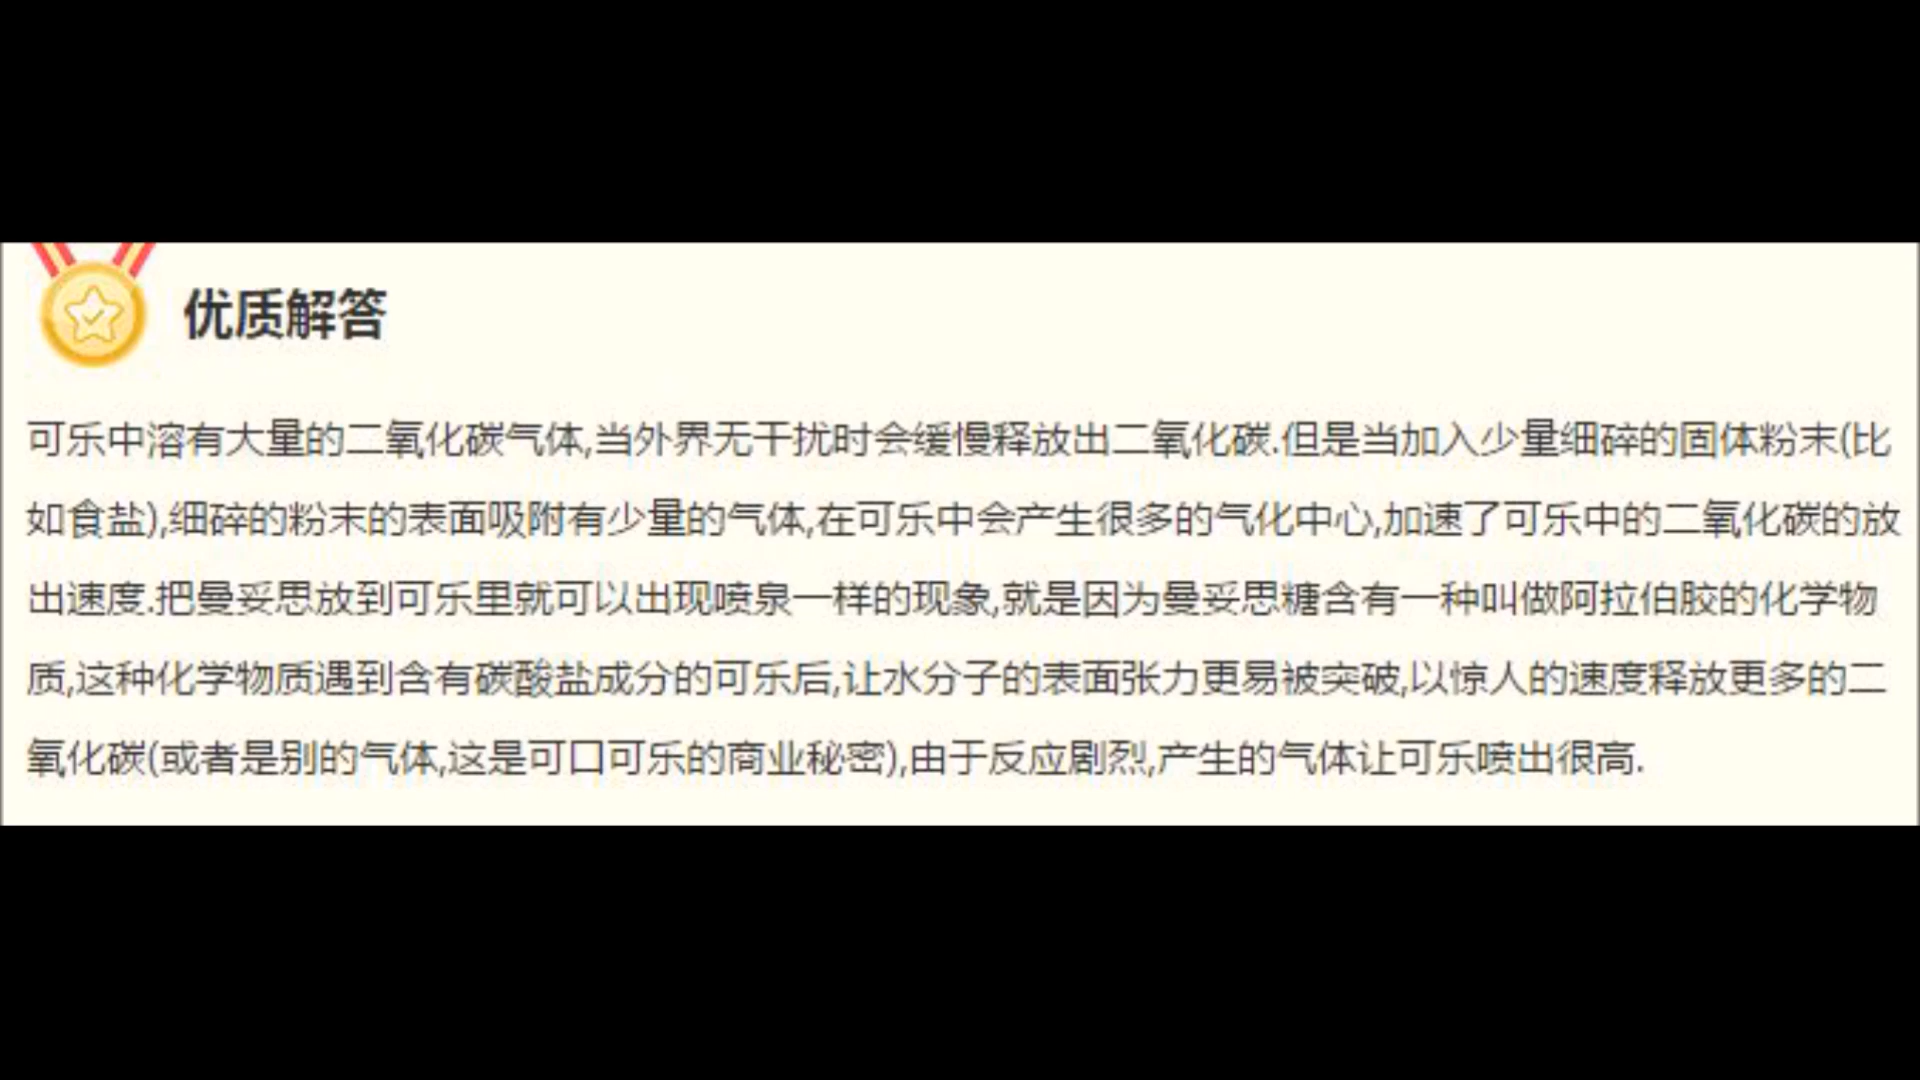 优质解答
可乐中溶有大量的二氧化碳气体,当外界无干扰时会缓慢释放出二氧化碳.但是当加入少量细碎的固体粉末(比
如食盐),细碎的粉末的表面吸附有少量的气体,在可乐中会产生很多的气化中心,加速了可乐中的二氧化碳的放
出速度.把曼妥思放到可乐里就可以出现喷泉一样的现象,就是因为曼妥思糖含有一种叫做阿拉伯胶的化学物
质,这种化学物质遇到含有碳酸盐成分的可乐后,让水分子的表面张力更易被突破,以惊人的速度释放更多的二
氧化碳(或者是别的气体,这是可口可乐的商业秘密),由于反应剧烈,产生的气体让可乐喷出很高.